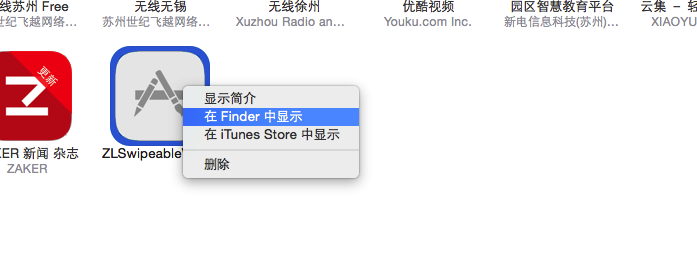 线苏州 Free
世纪飞越网络...
无线无锡
苏州世纪飞越网络...
无线徐州
Xuzhou Radio an...
优酷视频
Youku.com Inc.
园区智慧教育平台
新电信息科技(苏州)...
云集 – 轻
XIAOYU
更新
KER 新闻 杂志
ZAKER
ZLSwipeable
显示简介
在 Finder 中显示
在 iTunes Store 中显示
删除